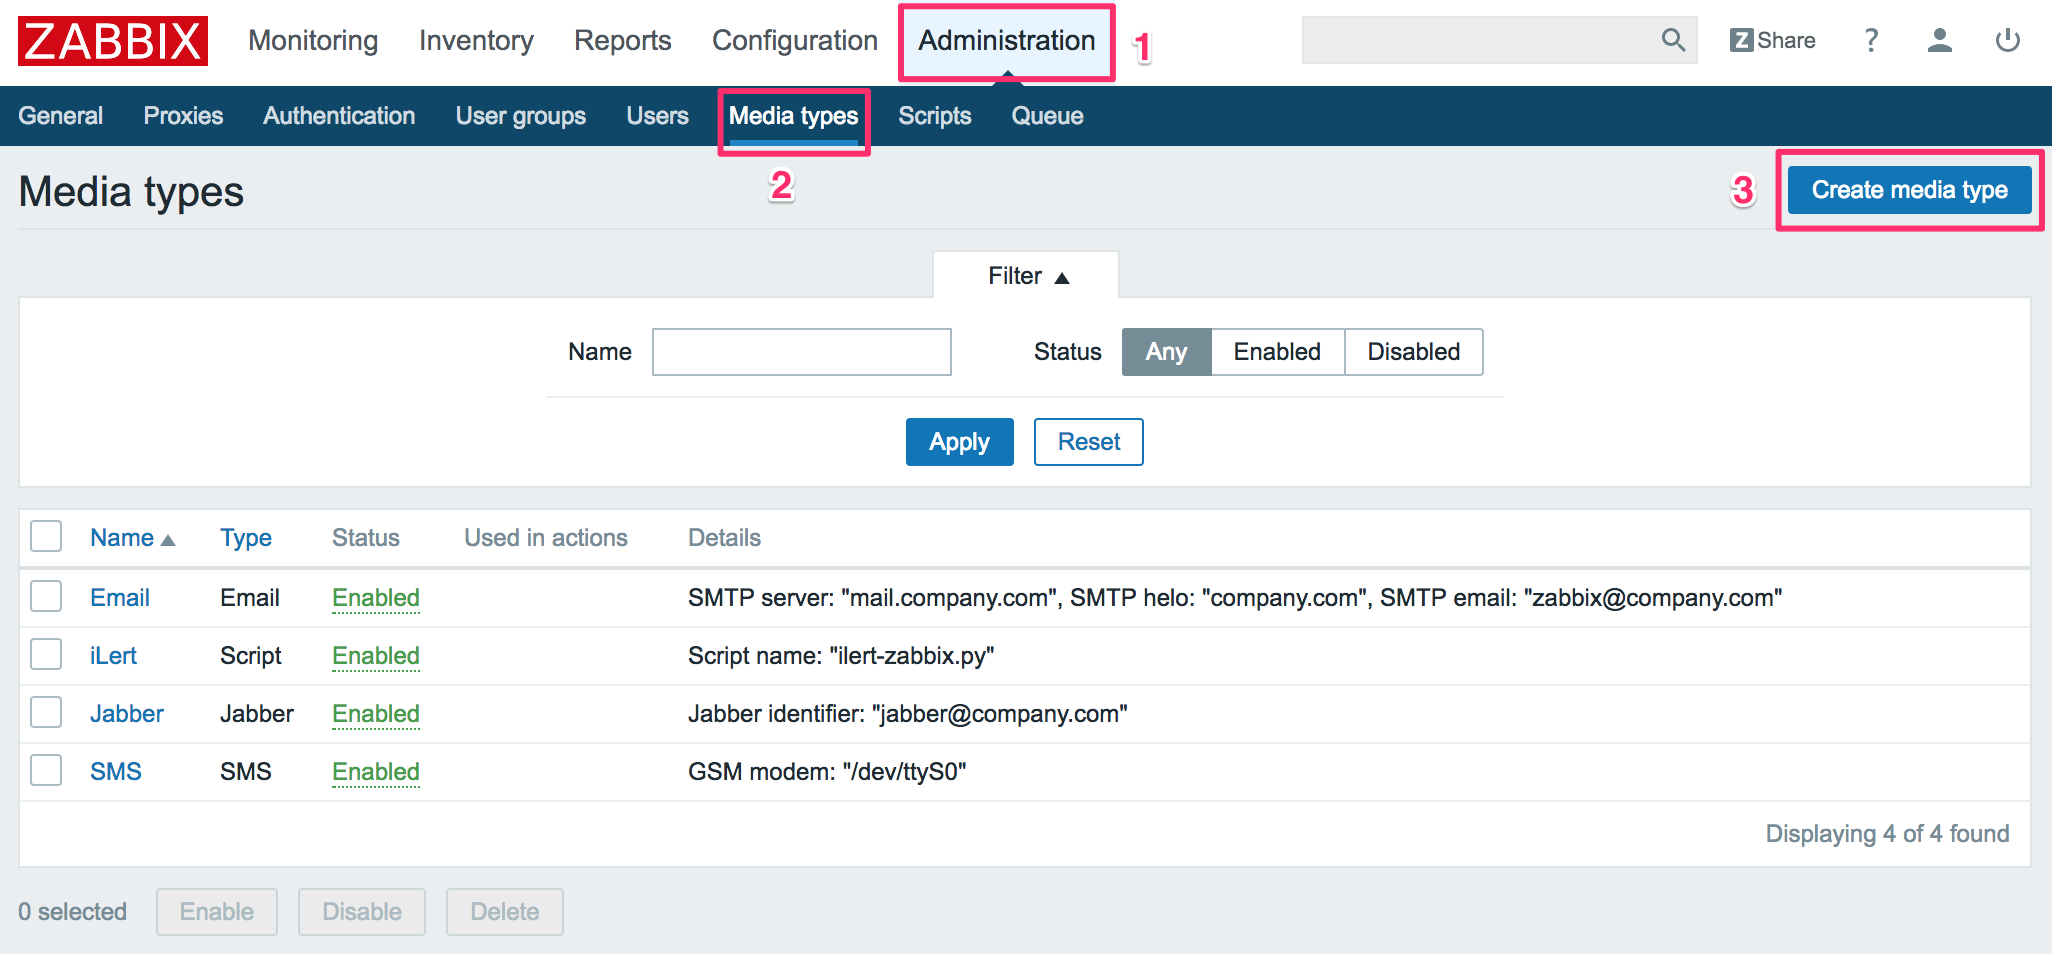 ZABBIX Monitoring Inventory Reports Configuration Administration 1 Z Share ?
General Proxies Authentication User groups Users Media types Scripts Queue
Media types 2 3 Create media type
Filter ▲
Name Status Any Enabled Disabled
Apply Reset
Name ▲ Type Status Used in actions Details
Email Email Enabled SMTP server: "mail.company.com", SMTP helo: "company.com", SMTP email: "zabbix@company.com"
iLert Script Enabled Script name: "ilert-zabbix.py"
Jabber Jabber Enabled Jabber identifier: "jabber@company.com"
SMS SMS Enabled GSM modem: "/dev/ttyS0"
Displaying 4 of 4 found
0 selected Enable Disable Delete